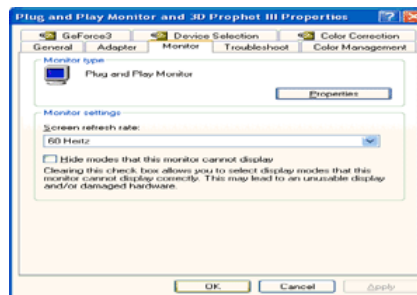 Plug and Play Monitor and 3D Prophet III Properties
GeForce3 Device Selection Color Correction
General Adapter Monitor Troubleshoot Color Management
Monitor type
Plug and Play Monitor
Properties
Monitor settings
Screen refresh rate:
60 Hertz
Hide modes that this monitor cannot display
Clearing this check box allows you to select display modes that this
monitor cannot display correctly. This may lead to an unusable display
and/or damaged hardware.
OK Cancel Apply